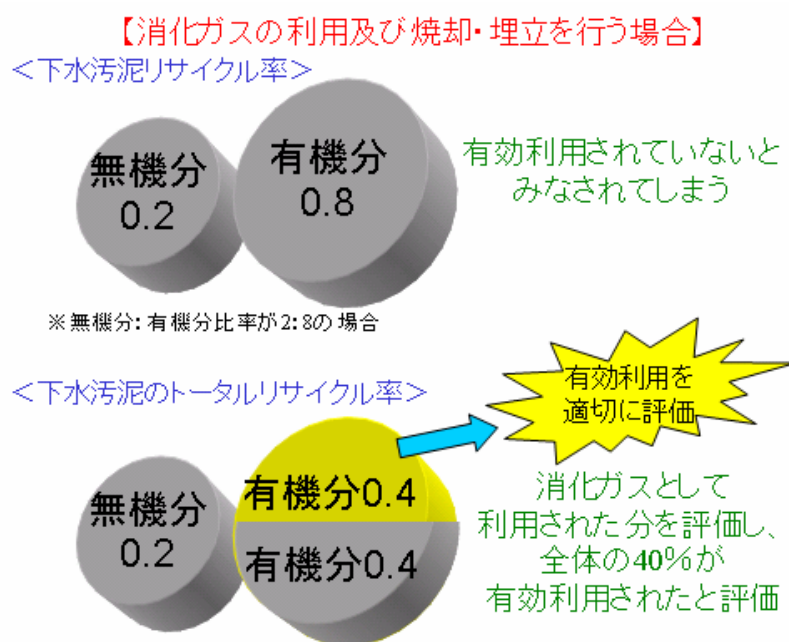 【消化ガスの利用及び焼却・埋立を行う場合】
＜下水汚泥リサイクル率＞
無機分
0.2
有機分
0.8
有効利用されていないと
みなされてしまう
※無機分:有機分比率が2:8の場合
＜下水汚泥のトータルリサイクル率＞
有効利用を
適切に評価
無機分
0.2
有機分0.4
有機分0.4
消化ガスとして
利用された分を評価し、
全体の40%が
有効利用されたと評価